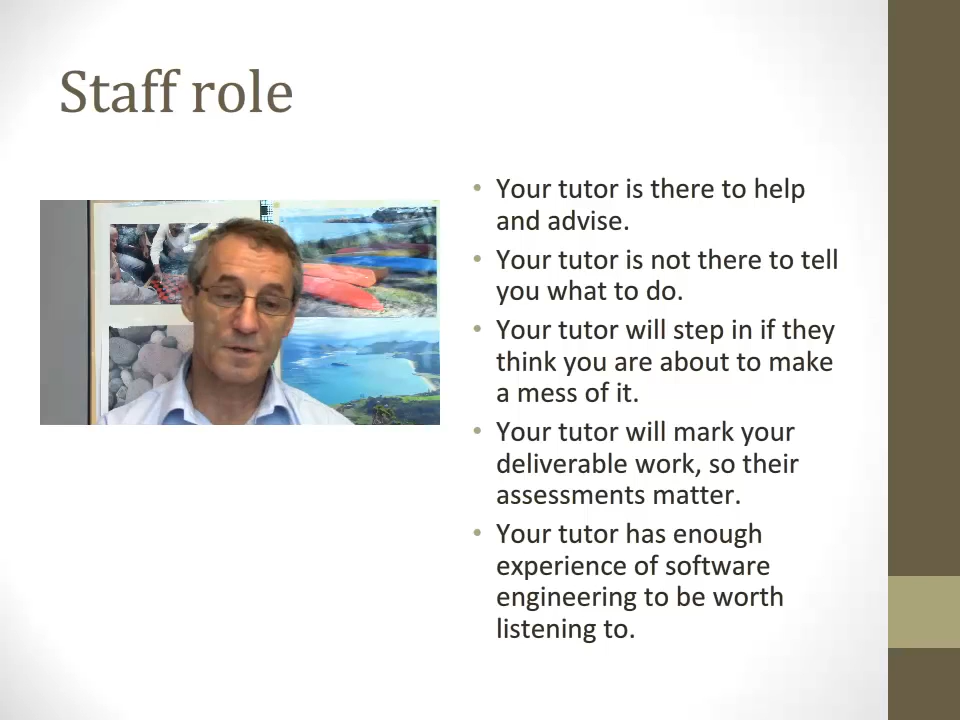 Staff role
• Your tutor is there to help
and advise.
• Your tutor is not there to tell
you what to do.
• Your tutor will step in if they
think you are about to make
a mess of it.
• Your tutor will mark your
deliverable work, so their
assessments matter.
• Your tutor has enough
experience of software
engineering to be worth
listening to.